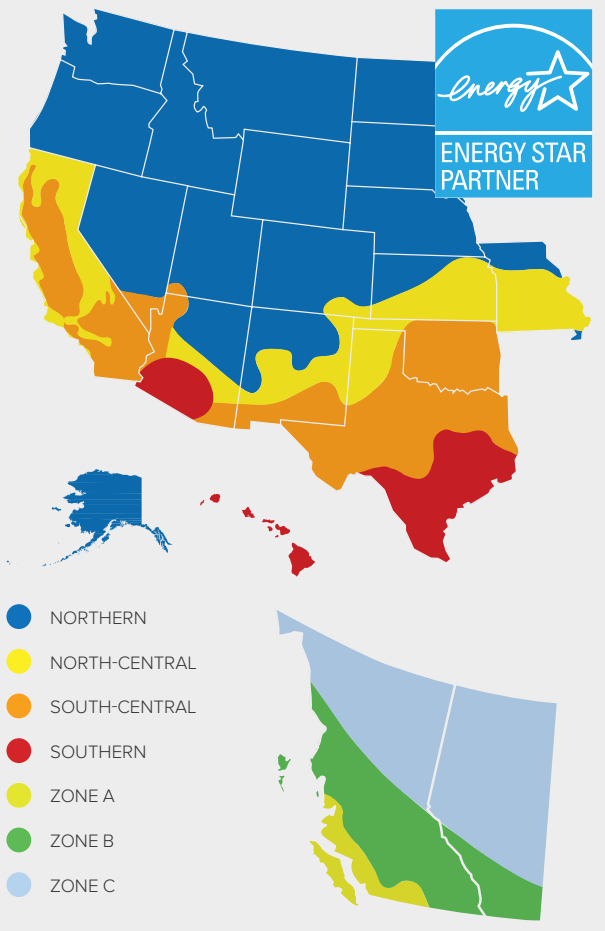 energy
ENERGY STAR
PARTNER
NORTHERN
NORTH-CENTRAL
SOUTH-CENTRAL
SOUTHERN
ZONE A
ZONE B
ZONE C